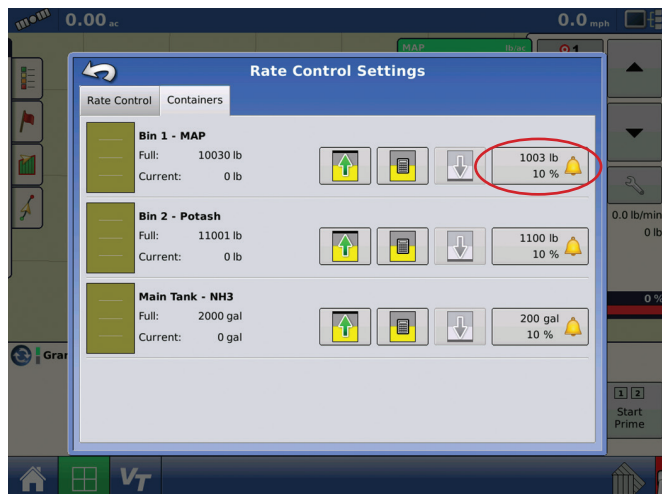 0.00 ac
0.0 mph
MAP lb/ac
1
Rate Control Settings
Rate Control
Containers
Bin 1 - MAP
Full: 10030 lb
Current: 0 lb
1003 lb
10 %
Bin 2 - Potash
Full: 11001 lb
Current: 0 lb
1100 lb
10 %
Main Tank - NH3
Full: 2000 gal
Current: 0 gal
200 gal
10 %
0.0 lb/min
0 lb
0 %
Gran
1 2
Start
Prime
VT